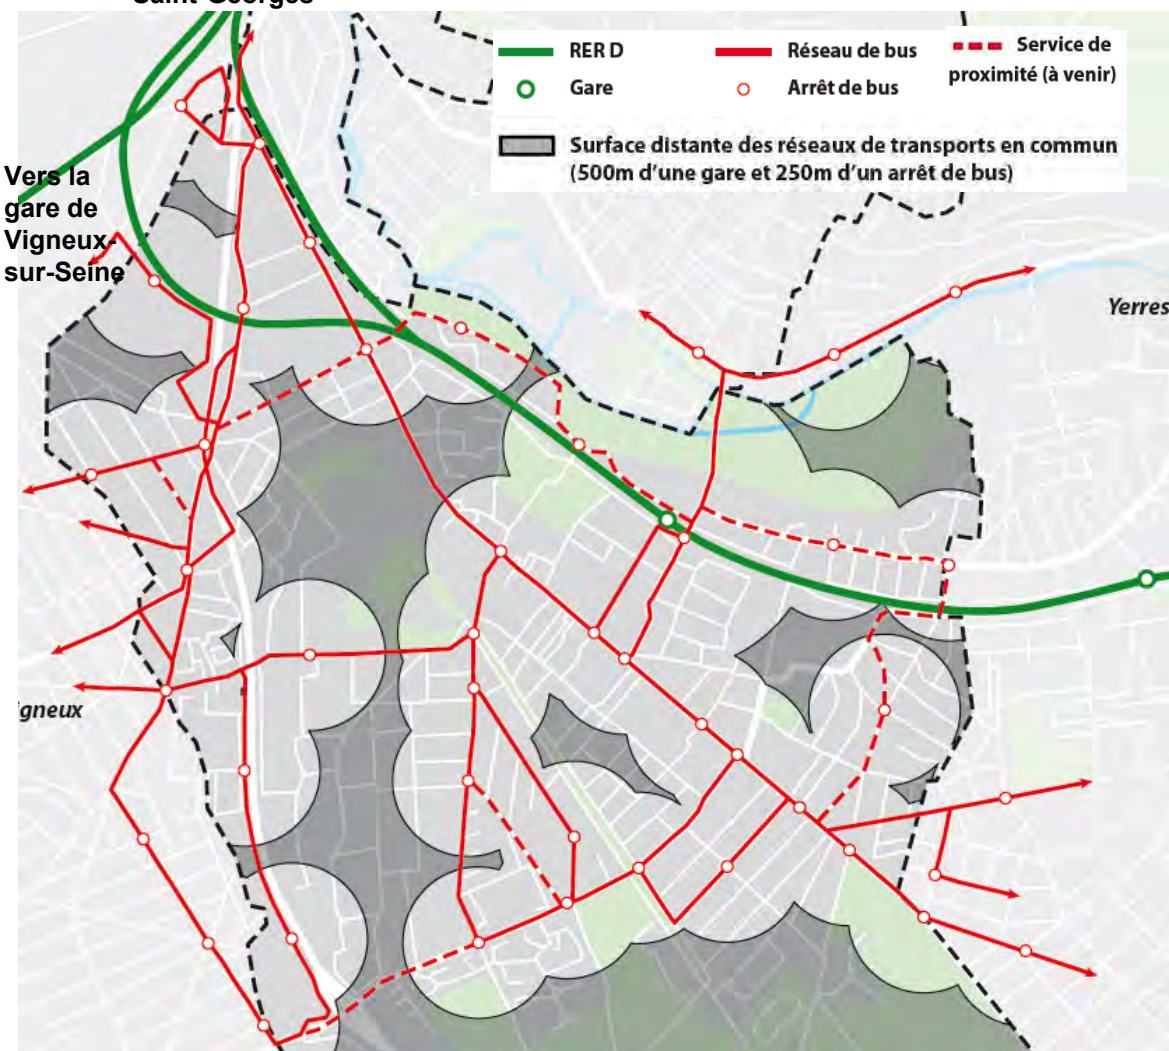 Saint-Georges
RER D
Réseau de bus
Service de
proximité (à venir)
Gare
Arrêt de bus
Surface distante des réseaux de transports en commun
(500m d'une gare et 250m d'un arrêt de bus)
Vers la
gare de
Vigneux-
sur-Seine
Yerres
igneux